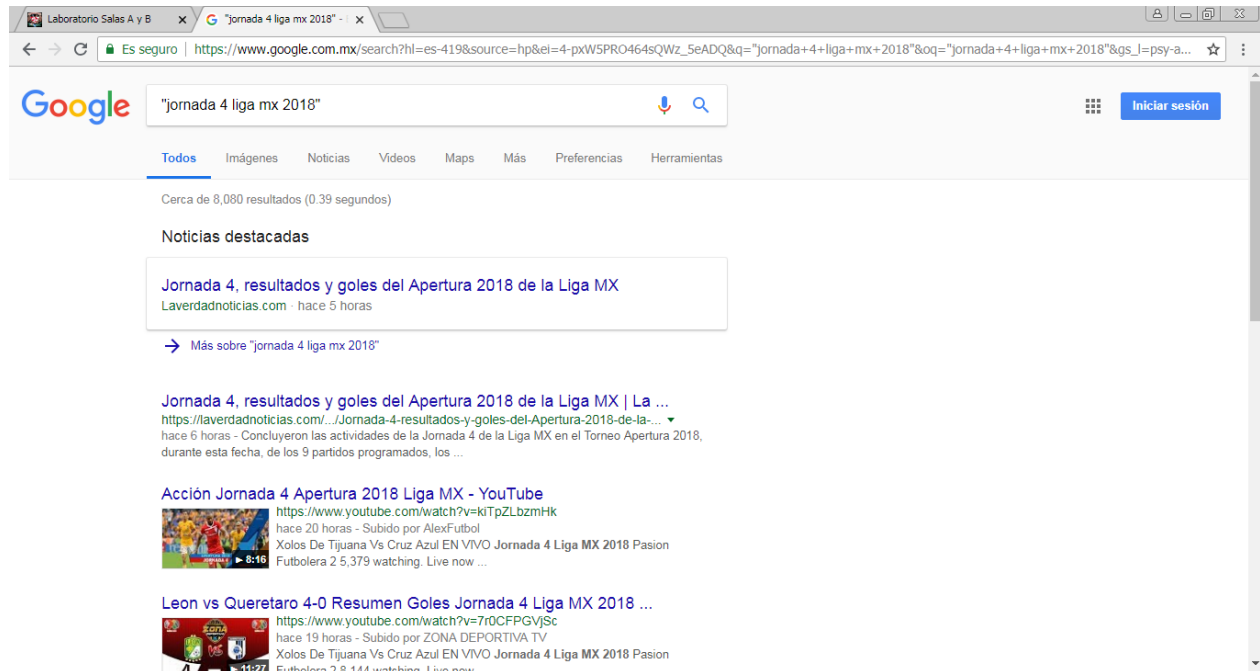 Laboratorio Salas A y B
"jornada 4 liga mx 2018" -
Es seguro | https://www.google.com.mx/search?hl=es-419&source=hp&ei=4-pxW5PRO464sQWz_5eADQ&q="jornada+4+liga+mx+2018"&oq="jornada+4+liga+mx+2018"&gs_l=psy-a...
Google
"jornada 4 liga mx 2018"
Iniciar sesión
Todos Imágenes Noticias Videos Maps Más Preferencias Herramientas
Cerca de 8,080 resultados (0.39 segundos)
Noticias destacadas
Jornada 4, resultados y goles del Apertura 2018 de la Liga MX
Laverdadnoticias.com · hace 5 horas
Más sobre "jornada 4 liga mx 2018"
Jornada 4, resultados y goles del Apertura 2018 de la Liga MX | La ...
https://laverdadnoticias.com/.../Jornada-4-resultados-y-goles-del-Apertura-2018-de-la-...
hace 6 horas - Concluyeron las actividades de la Jornada 4 de la Liga MX en el Torneo Apertura 2018,
durante esta fecha, de los 9 partidos programados, los ...
Acción Jornada 4 Apertura 2018 Liga MX - YouTube
https://www.youtube.com/watch?v=kiTpZLbzmHk
hace 20 horas - Subido por AlexFutbol
Xolos De Tijuana Vs Cruz Azul EN VIVO Jornada 4 Liga MX 2018 Pasion
8:16
Futbolera 2 5,379 watching. Live now ...
Leon vs Queretaro 4-0 Resumen Goles Jornada 4 Liga MX 2018 ...
https://www.youtube.com/watch?v=7r0CFPGVjSc
hace 19 horas - Subido por ZONA DEPORTIVA TV
Xolos De Tijuana Vs Cruz Azul EN VIVO Jornada 4 Liga MX 2018 Pasion
11:27
Futbolera 2 8,144 watching. Live now